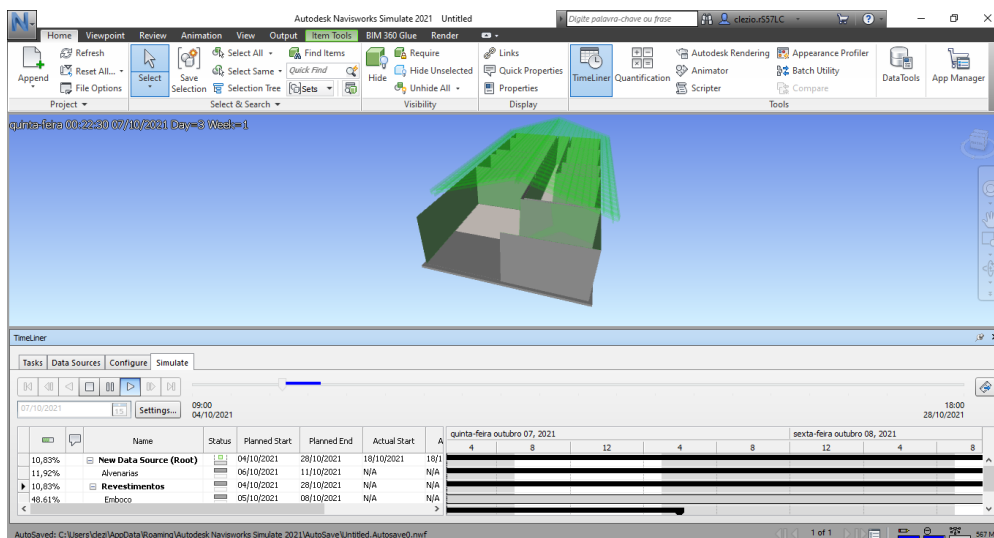 Autodesk Navisworks Simulate 2021 Untitled
Digite palavra-chave ou frase
clezio.rS57LC
Home Viewpoint Review Animation View Output Item Tools BIM 360 Glue Render
Append
Refresh
Reset All...
File Options
Project
Select
Save Selection
Select All
Select Same
Selection Tree
Find Items
Quick Find
Sets
Select & Search
Hide
Require
Hide Unselected
Unhide All
Visibility
Links
Quick Properties
Properties
Display
TimeLiner
Quantification
Autodesk Rendering
Animator
Scripter
Appearance Profiler
Batch Utility
Compare
Tools
DataTools
App Manager
quinta-feira 00:22:30 07/10/2021 Day=3 Week=1
TimeLiner
Tasks Data Sources Configure Simulate
07/10/2021 15 Settings...
09:00
04/10/2021
18:00
28/10/2021
Name Status Planned Start Planned End Actual Start A
quinta-feira outubro 07, 2021 sexta-feira outubro 08, 2021
4 8 12 4 8 12 4 8
10,83% New Data Source (Root) 04/10/2021 28/10/2021 18/10/2021 18/1
11,92% Alvenarias 06/10/2021 11/10/2021 N/A N/A
10,83% Revestimentos 04/10/2021 28/10/2021 N/A N/A
48.61% Emboco 05/10/2021 08/10/2021 N/A N/A
AutoSaved: C:\Users\clezi\AppData\Roaming\Autodesk Navisworks Simulate 2021\AutoSave\Untitled.Autosave0.nwf
1 of 1
567 M